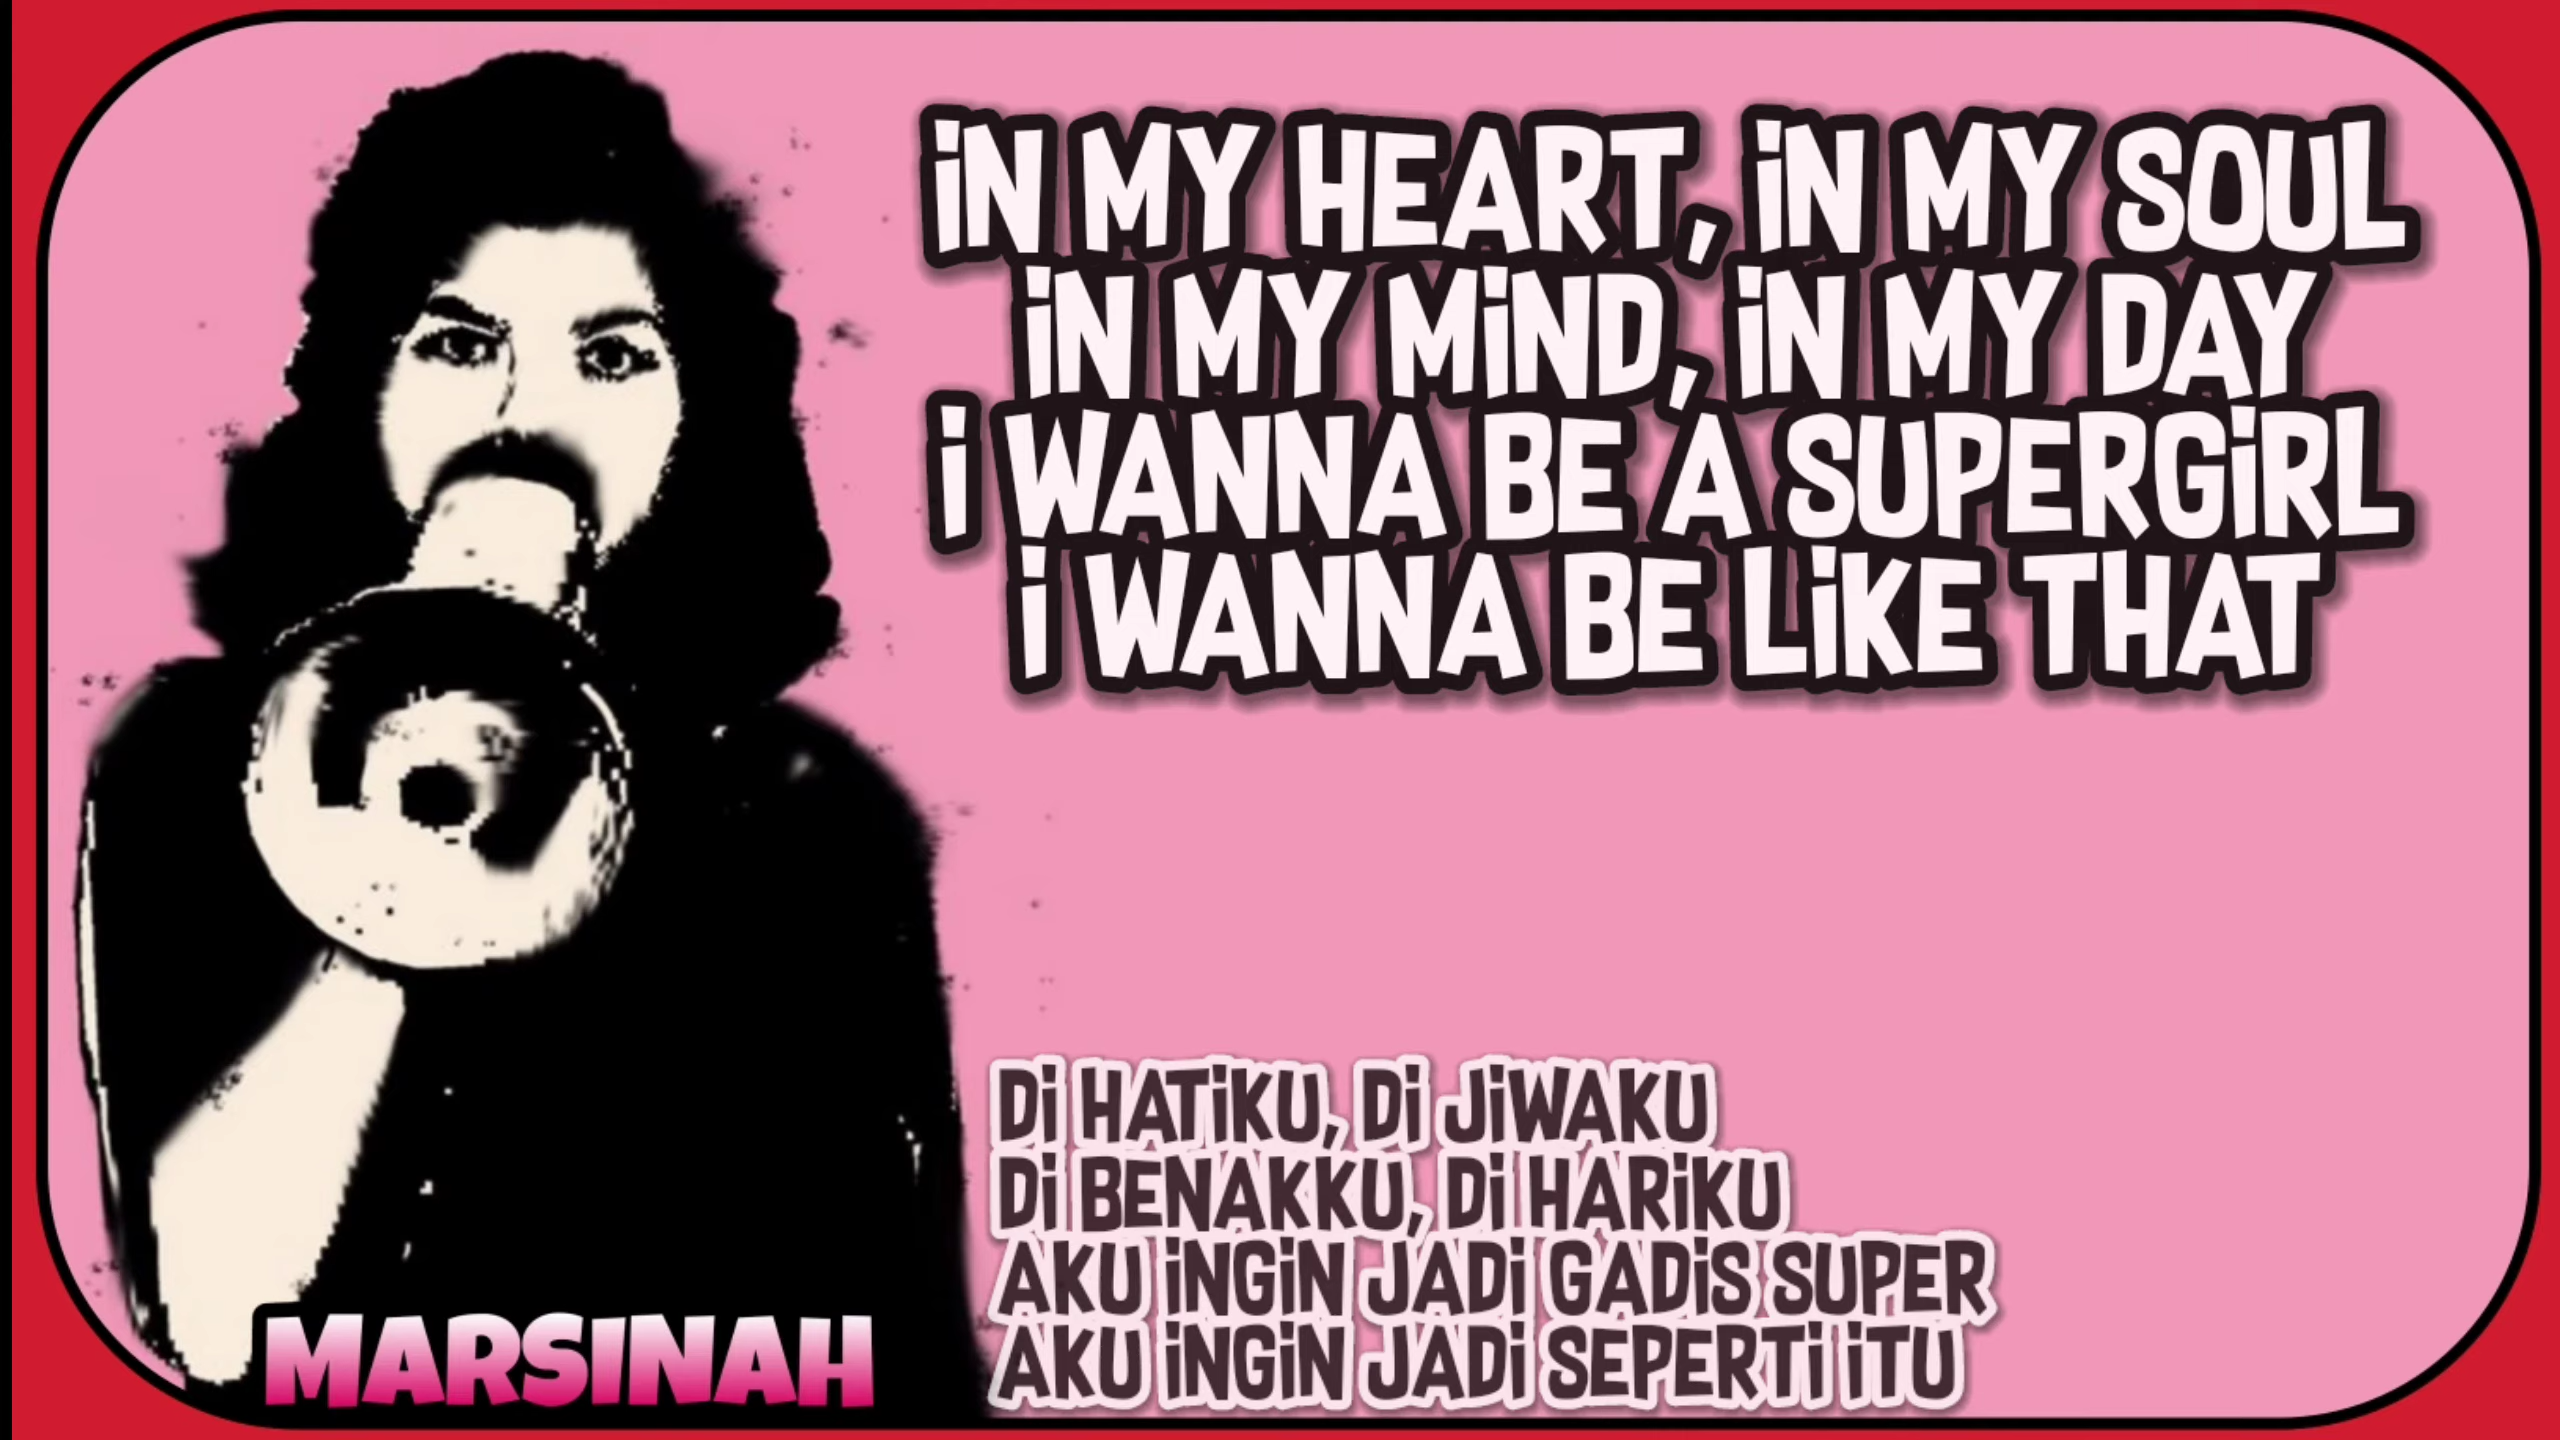 iN MY HEART, iN MY SOUL
iN MY MiND, iN MY DAY
i WANNA BE A SUPERGiRL
i WANNA BE LiKE THAT
Di HATiKU, Di JiWAKU
Di BENAKKU, Di HARiKU
AKU iNGiN JADi GADiS SUPER
AKU iNGiN JADi SEPERTi iTU
MARSINAH